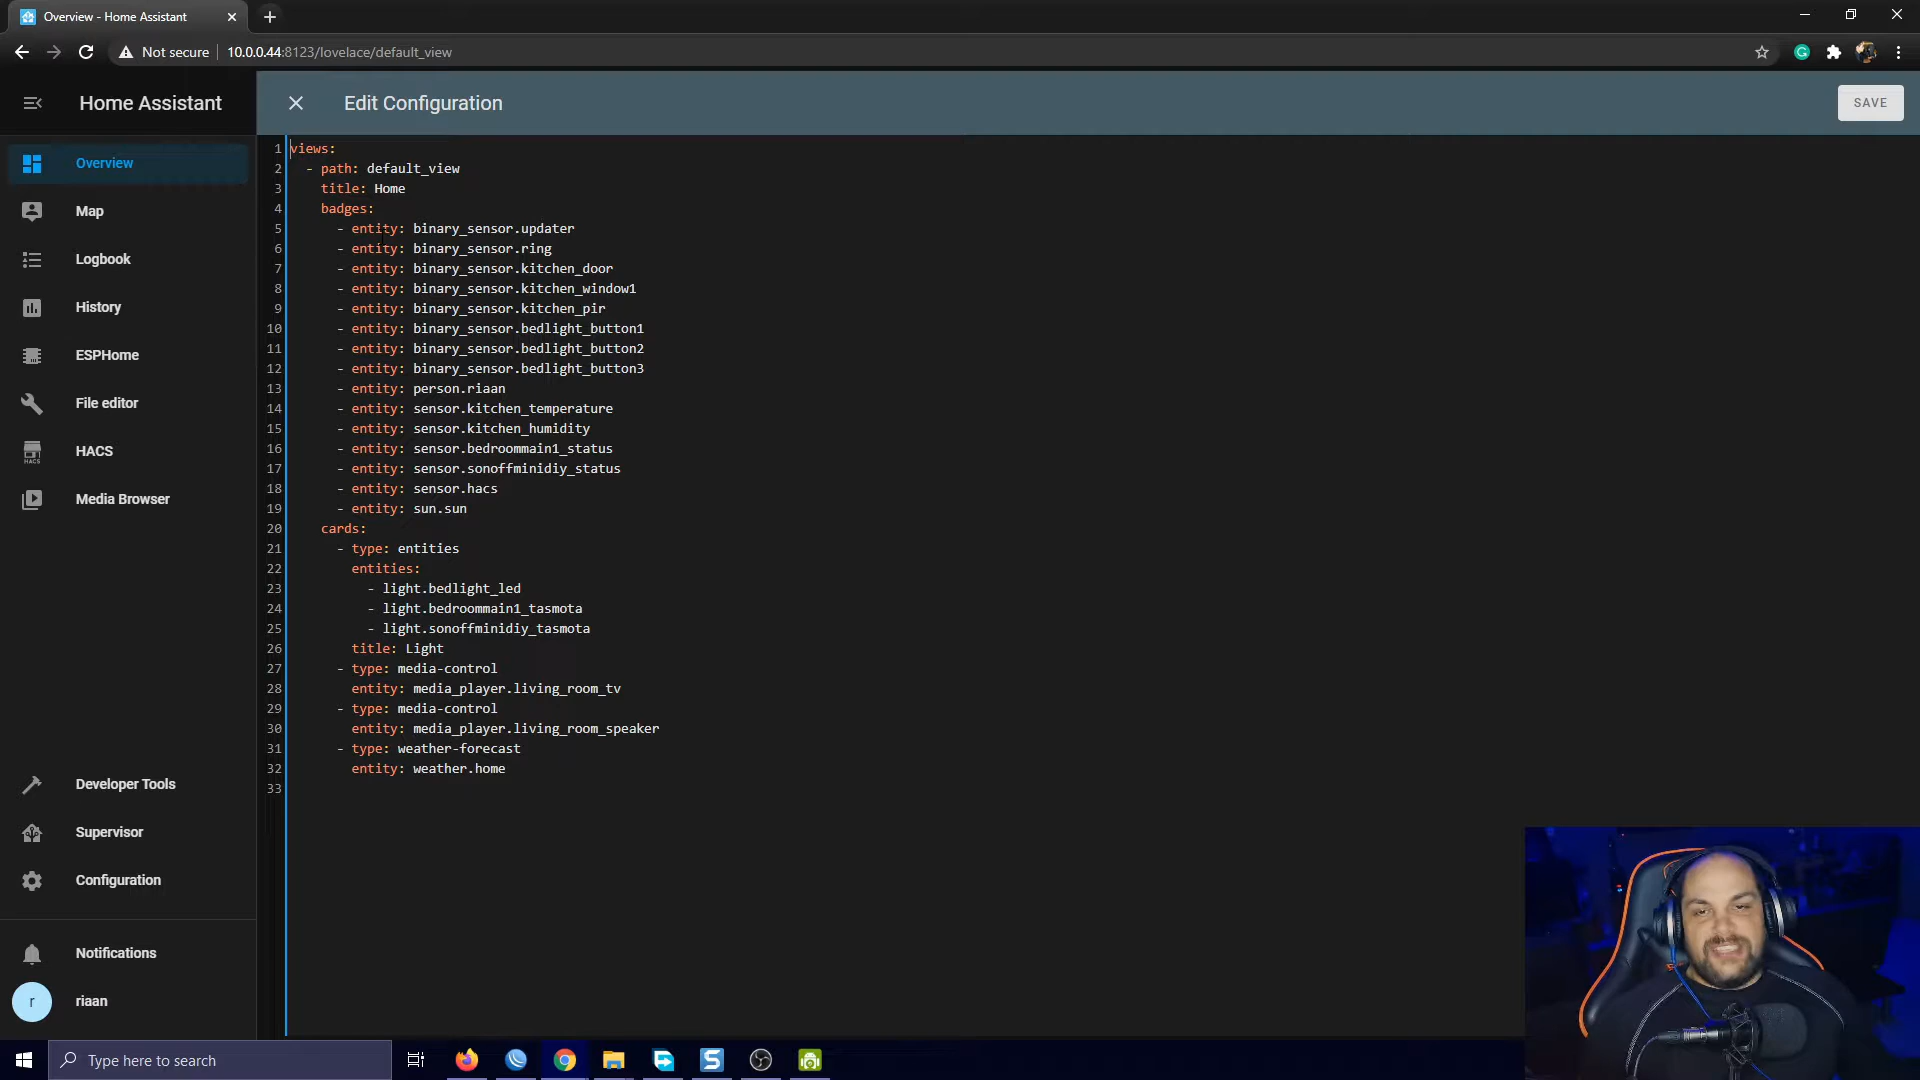 Overview - Home Assistant
Not secure
10.0.0.44:8123/lovelace/default_view
Home Assistant
Edit Configuration
SAVE
Overview
Map
Logbook
History
ESPHome
File editor
HACS
HACS
Media Browser
Developer Tools
Supervisor
Configuration
Notifications
r
riaan
1 views:
2 - path: default_view
3 title: Home
4 badges:
5 - entity: binary_sensor.updater
6 - entity: binary_sensor.ring
7 - entity: binary_sensor.kitchen_door
8 - entity: binary_sensor.kitchen_window1
9 - entity: binary_sensor.kitchen_pir
10 - entity: binary_sensor.bedlight_button1
11 - entity: binary_sensor.bedlight_button2
12 - entity: binary_sensor.bedlight_button3
13 - entity: person.riaan
14 - entity: sensor.kitchen_temperature
15 - entity: sensor.kitchen_humidity
16 - entity: sensor.bedroommain1_status
17 - entity: sensor.sonoffminidiy_status
18 - entity: sensor.hacs
19 - entity: sun.sun
20 cards:
21 - type: entities
22 entities:
23 - light.bedlight_led
24 - light.bedroommain1_tasmota
25 - light.sonoffminidiy_tasmota
26 title: Light
27 - type: media-control
28 entity: media_player.living_room_tv
29 - type: media-control
30 entity: media_player.living_room_speaker
31 - type: weather-forecast
32 entity: weather.home
33
Type here to search